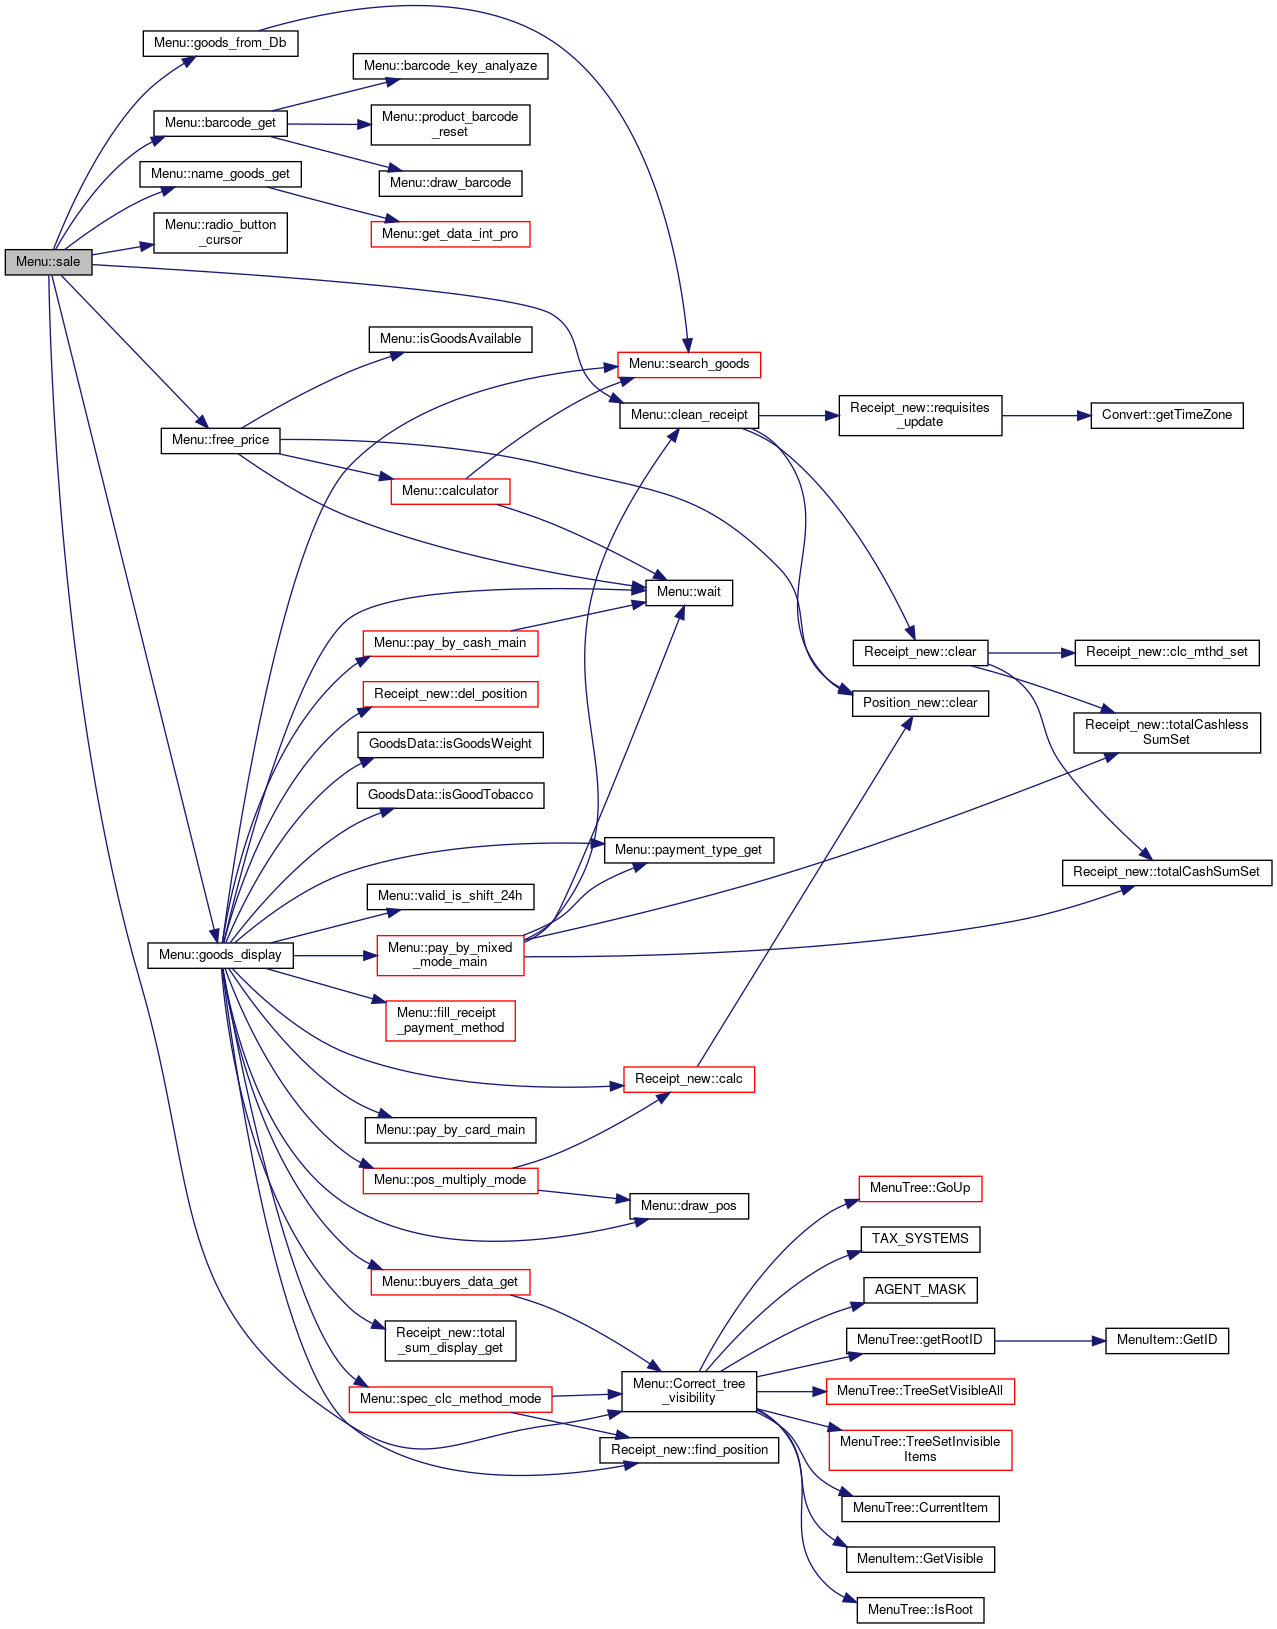 Menu::goods_from_Db
Menu::barcode_key_analyaze
Menu::barcode_get
Menu::product_barcode
_reset
Menu::name_goods_get
Menu::draw_barcode
Menu::radio_button
_cursor
Menu::get_data_int_pro
Menu::sale
Menu::isGoodsAvailable
Menu::search_goods
Menu::clean_receipt
Receipt_new::requisites
_update
Convert::getTimeZone
Menu::free_price
Menu::calculator
Menu::wait
Menu::pay_by_cash_main
Receipt_new::clear
Receipt_new::clc_mthd_set
Receipt_new::del_position
Position_new::clear
Receipt_new::totalCashless
SumSet
GoodsData::isGoodsWeight
GoodsData::isGoodTobacco
Menu::payment_type_get
Receipt_new::totalCashSumSet
Menu::valid_is_shift_24h
Menu::goods_display
Menu::pay_by_mixed
_mode_main
Menu::fill_receipt
_payment_method
Receipt_new::calc
Menu::pay_by_card_main
Menu::pos_multiply_mode
Menu::draw_pos
MenuTree::GoUp
TAX_SYSTEMS
Menu::buyers_data_get
AGENT_MASK
Receipt_new::total
_sum_display_get
MenuTree::getRootID
MenuItem::GetID
Menu::Correct_tree
_visibility
Menu::spec_clc_method_mode
MenuTree::TreeSetVisibleAll
Receipt_new::find_position
MenuTree::TreeSetInvisible
Items
MenuTree::CurrentItem
MenuItem::GetVisible
MenuTree::IsRoot